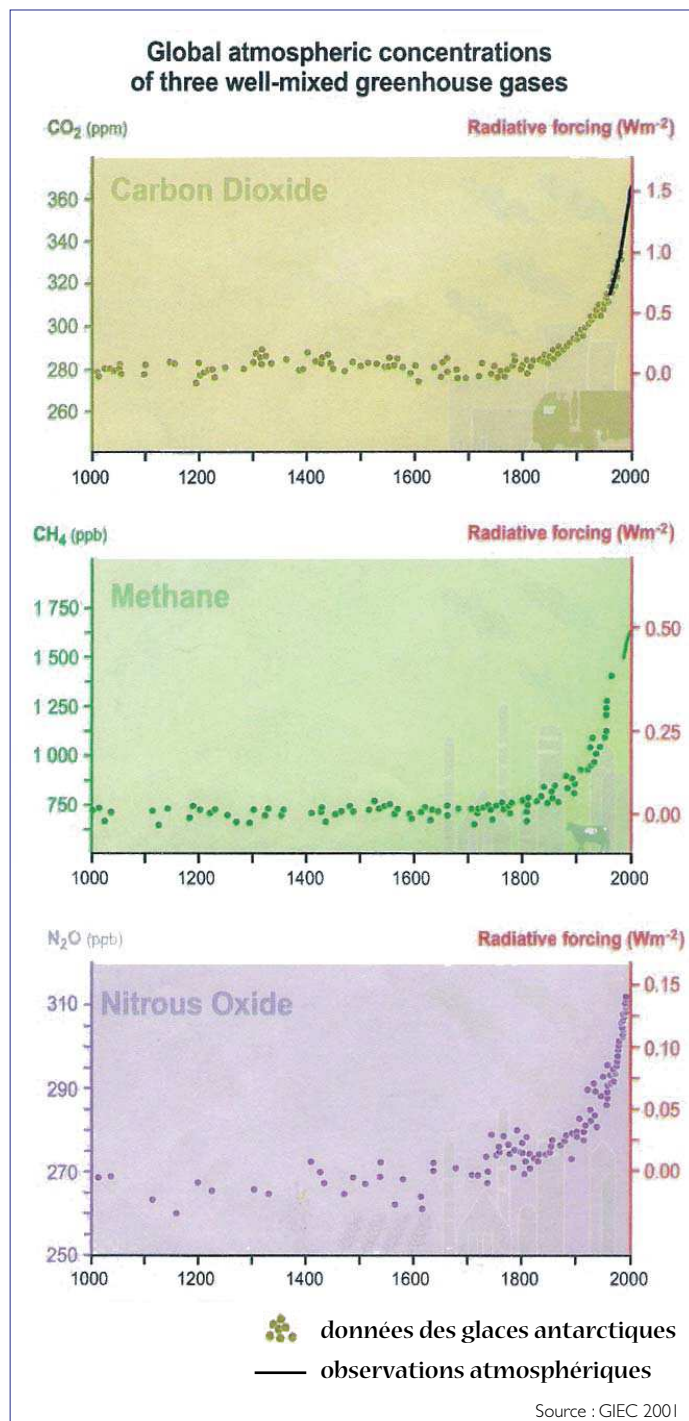 Global atmospheric concentrations
of three well-mixed greenhouse gases
CO₂ (ppm) Radiative forcing (Wm⁻²)
Carbon Dioxide
360
340
320
300
280
260
1.5
1.0
0.5
0.0
1000 1200 1400 1600 1800 2000
CH₄ (ppb) Radiative forcing (Wm⁻²)
Methane
1 750
1 500
1 250
1 000
750
0.50
0.25
0.00
1000 1200 1400 1600 1800 2000
N₂O (ppb) Radiative forcing (Wm⁻²)
Nitrous Oxide
310
290
270
250
0.15
0.10
0.05
0.00
1000 1200 1400 1600 1800 2000
données des glaces antarctiques
observations atmosphériques
Source : GIEC 2001